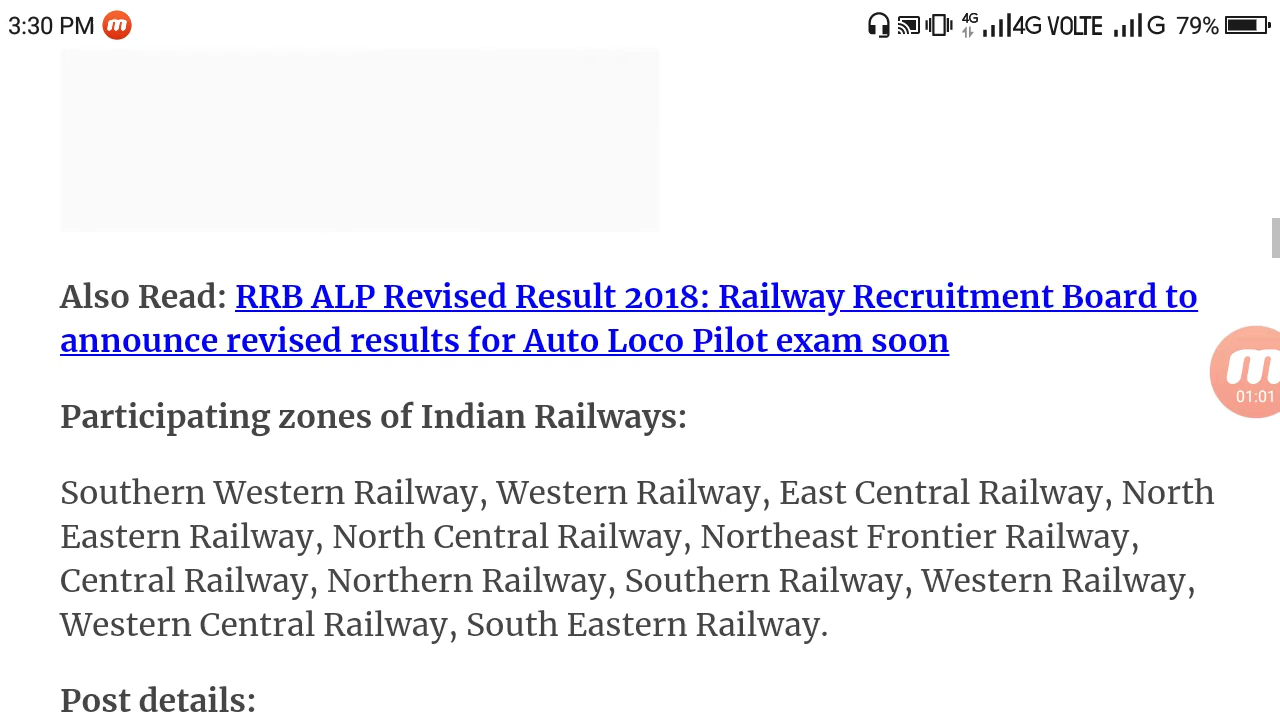 3:30 PM m 4G 4G VOLTE G 79%
Also Read: RRB ALP Revised Result 2018: Railway Recruitment Board to
announce revised results for Auto Loco Pilot exam soon
m
01:01
Participating zones of Indian Railways:
Southern Western Railway, Western Railway, East Central Railway, North
Eastern Railway, North Central Railway, Northeast Frontier Railway,
Central Railway, Northern Railway, Southern Railway, Western Railway,
Western Central Railway, South Eastern Railway.
Post details: